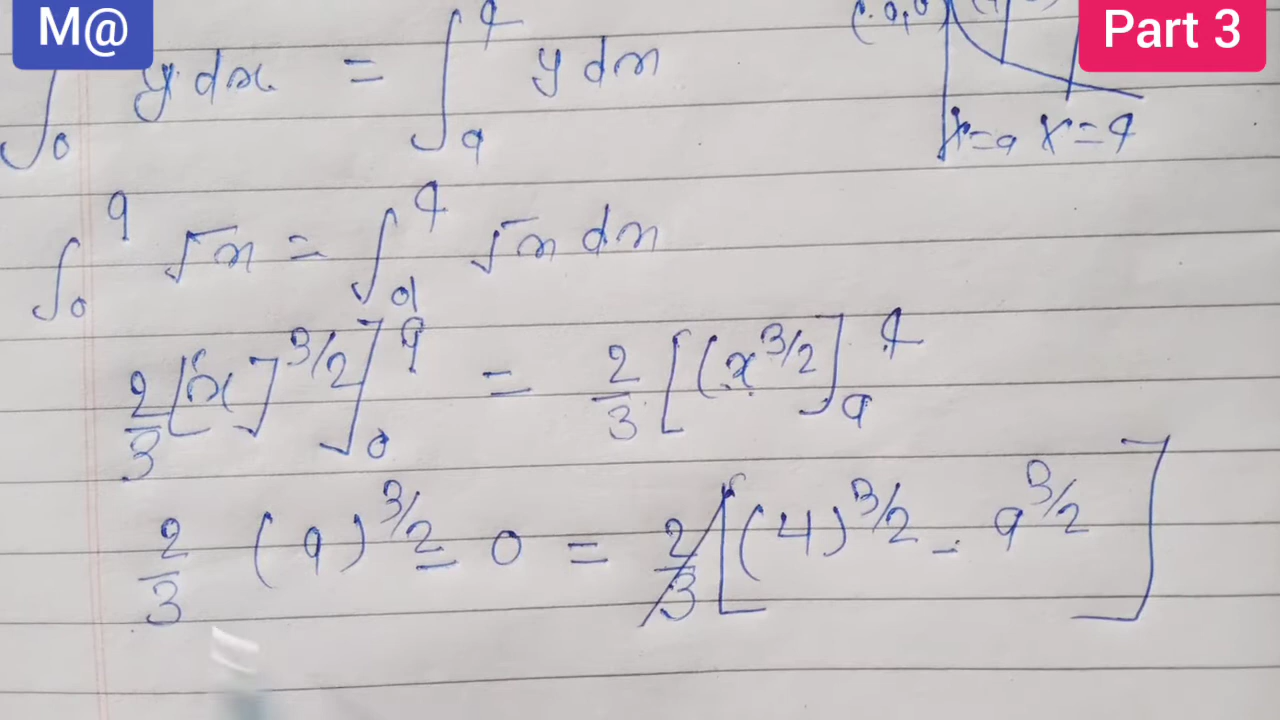 M@
Part 3
∫₀ y dx = ∫ₐ⁴ y dx
x=a x=4
∫₀ᵃ √x = ∫ₐ⁴ √x dx
2/3 [(x]^3/2]₀ᵃ = 2/3 [(x^3/2]ₐ⁴
2/3 (a)^3/2 - 0 = 2/3 [(4)^3/2 - a^3/2]